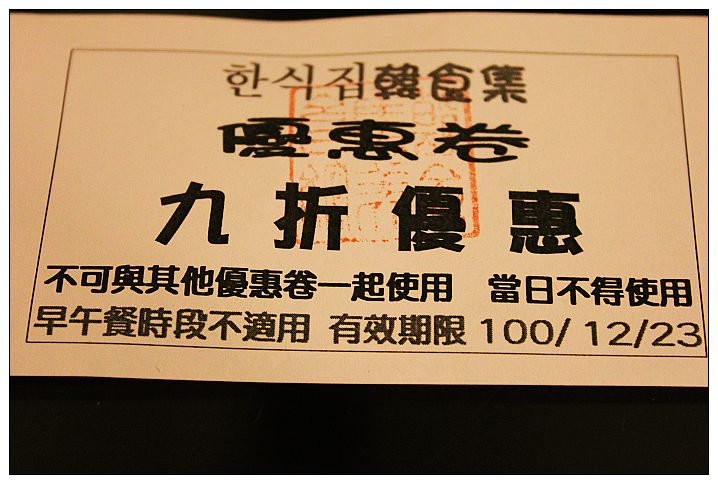 한식집韓食集
優惠卷
九折優惠
不可與其他優惠卷一起使用 當日不得使用
早午餐時段不適用 有效期限 100/12/23